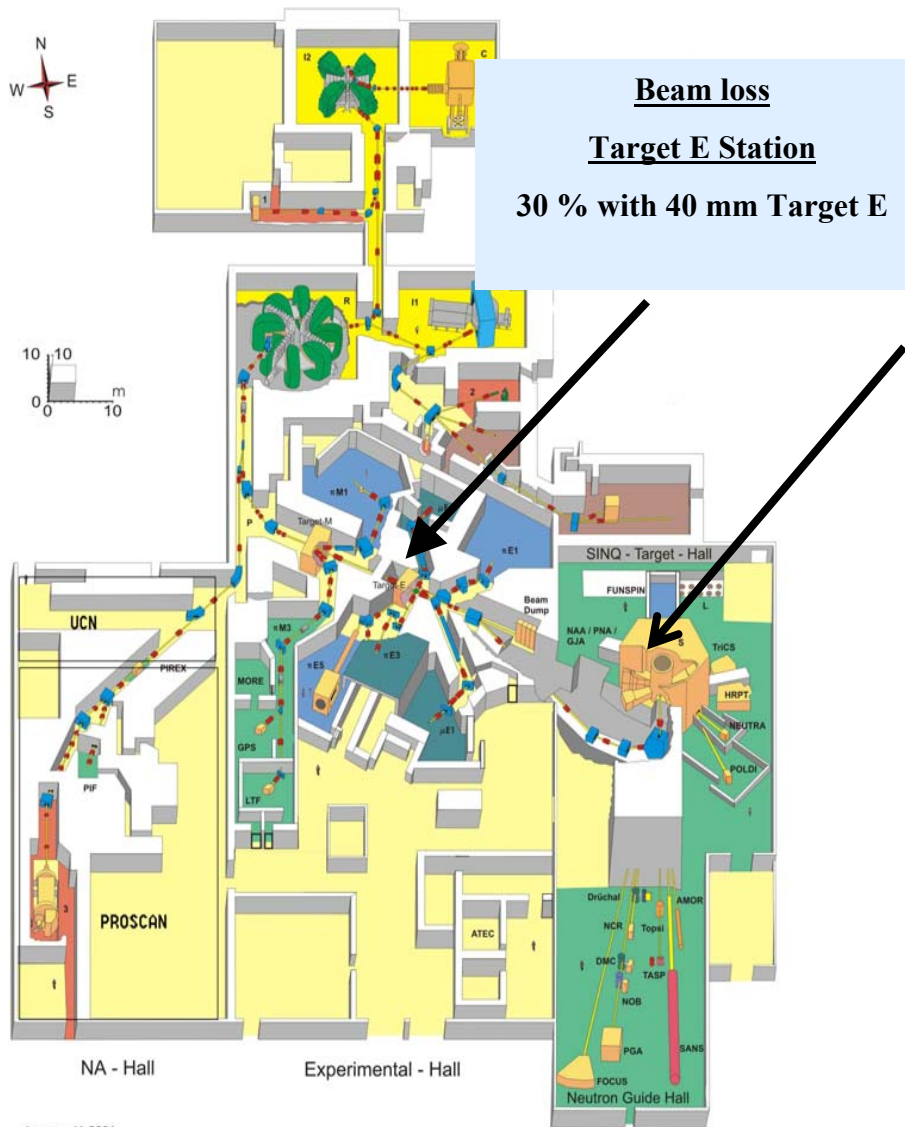 N
W E
S
I2
C
Beam loss
Target E Station
30 % with 40 mm Target E
1
R
I1
10 10
0
0 10
m
2
πM1
P
Target-M
πE1
Target-E
SINQ - Target - Hall
FUNSPIN
L
Beam
Dump
NAA / PNA /
GJA
S
TriCS
UCN
πM3
PIREX
πE5
πE3
MORE
HRPT
NEUTRA
μE1
GPS
POLDI
PIF
LTF
3
PROSCAN
Drüchal
AMOR
NCR
Topsi
ATEC
DMC
TASP
NOB
PGA
SANS
FOCUS
NA - Hall
Experimental - Hall
Neutron Guide Hall